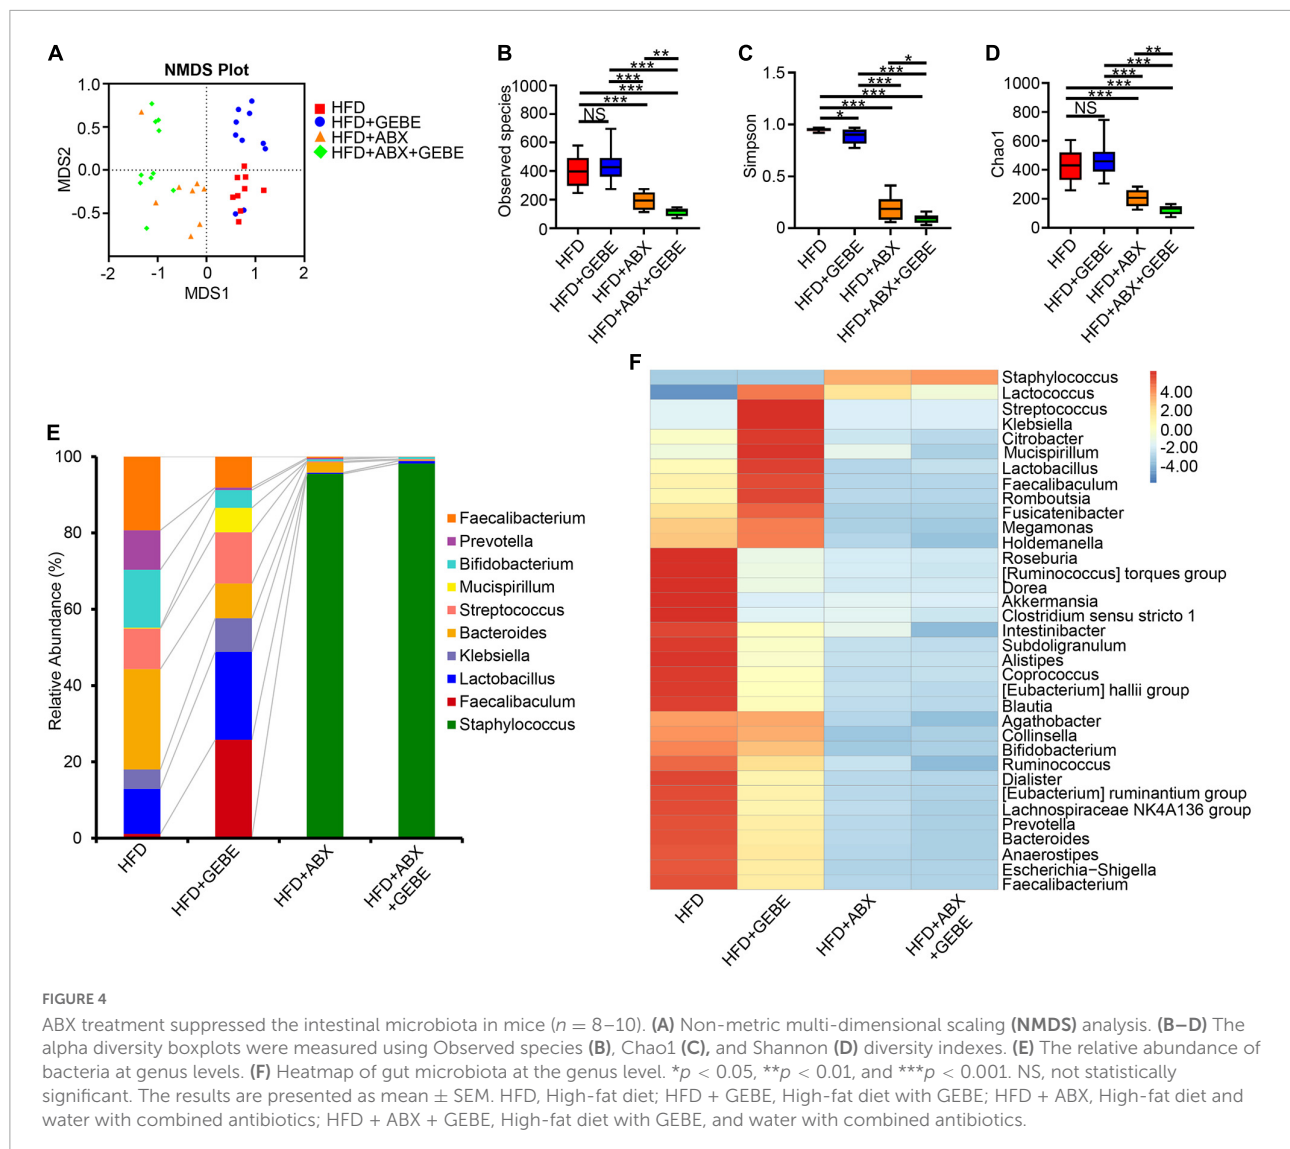 A
NMDS Plot
1.0
0.5
0.0
-0.5
MDS2
-2
-1
0
1
2
MDS1
HFD
HFD+GEBE
HFD+ABX
HFD+ABX+GEBE
B
**
***
***
***
***
NS
1000
800
600
400
200
0
Observed species
HFD
HFD+GEBE
HFD+ABX
HFD+ABX+GEBE
C
*
***
***
***
***
*
1.5
1.0
0.5
0
Simpson
HFD
HFD+GEBE
HFD+ABX
HFD+ABX+GEBE
D
**
***
***
***
***
NS
1000
800
600
400
200
0
Chao1
HFD
HFD+GEBE
HFD+ABX
HFD+ABX+GEBE
E
100
80
60
40
20
0
Relative Abundance (%)
HFD
HFD+GEBE
HFD+ABX
HFD+ABX
+GEBE
Faecalibacterium
Prevotella
Bifidobacterium
Mucispirillum
Streptococcus
Bacteroides
Klebsiella
Lactobacillus
Faecalibaculum
Staphylococcus
F
Staphylococcus
Lactococcus
Streptococcus
Klebsiella
Citrobacter
Mucispirillum
Lactobacillus
Faecalibaculum
Romboutsia
Fusicatenibacter
Megamonas
Holdemanella
Roseburia
[Ruminococcus] torques group
Dorea
Akkermansia
Clostridium sensu stricto 1
Intestinibacter
Subdoligranulum
Alistipes
Coprococcus
[Eubacterium] hallii group
Blautia
Agathobacter
Collinsella
Bifidobacterium
Ruminococcus
Dialister
[Eubacterium] ruminantium group
Lachnospiraceae NK4A136 group
Prevotella
Bacteroides
Anaerostipes
Escherichia−Shigella
Faecalibacterium
4.00
2.00
0.00
-2.00
-4.00
HFD
HFD+GEBE
HFD+ABX
HFD+ABX
+GEBE
FIGURE 4
ABX treatment suppressed the intestinal microbiota in mice (n = 8–10). (A) Non-metric multi-dimensional scaling (NMDS) analysis. (B–D) The
alpha diversity boxplots were measured using Observed species (B), Chao1 (C), and Shannon (D) diversity indexes. (E) The relative abundance of
bacteria at genus levels. (F) Heatmap of gut microbiota at the genus level. *p < 0.05, **p < 0.01, and ***p < 0.001. NS, not statistically
significant. The results are presented as mean ± SEM. HFD, High-fat diet; HFD + GEBE, High-fat diet with GEBE; HFD + ABX, High-fat diet and
water with combined antibiotics; HFD + ABX + GEBE, High-fat diet with GEBE, and water with combined antibiotics.